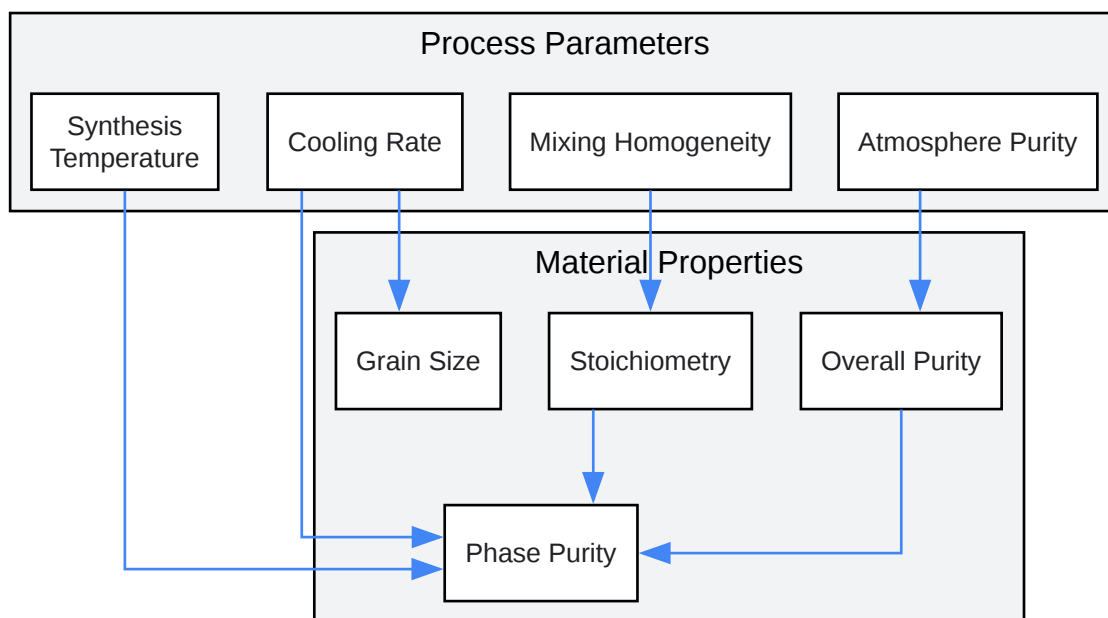 Process Parameters
Synthesis
Temperature
Cooling Rate
Mixing Homogeneity
Atmosphere Purity
Material Properties
Grain Size
Stoichiometry
Overall Purity
Phase Purity